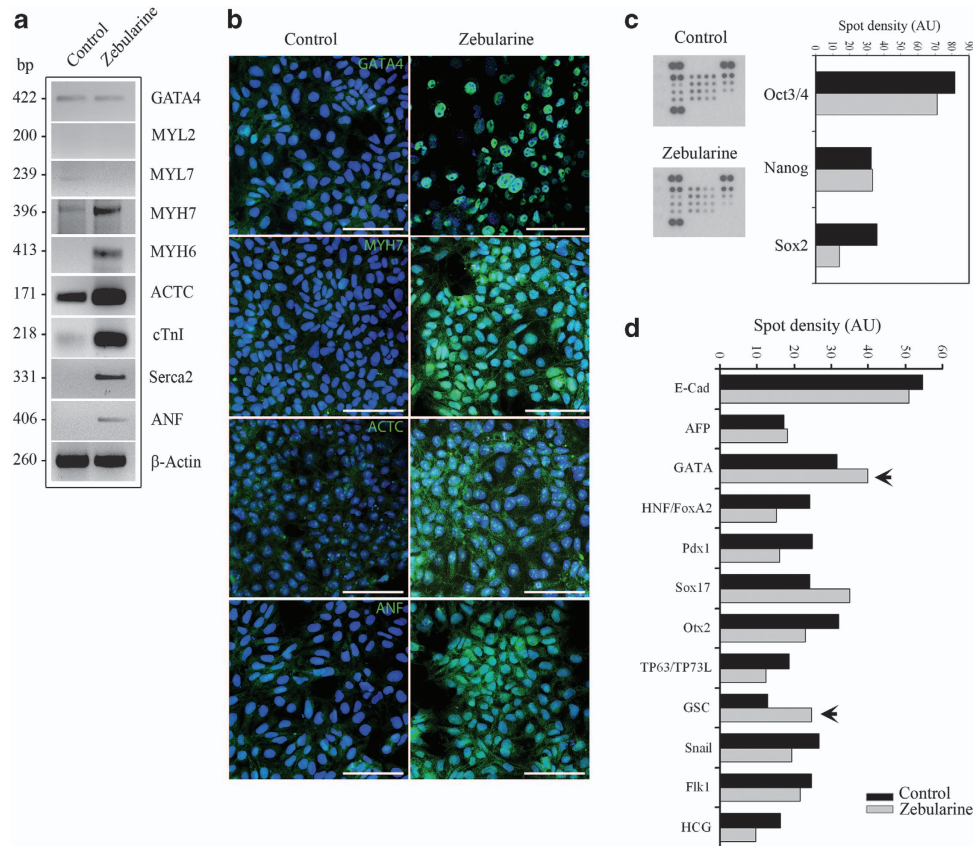 a
Control
Zebularine
bp
422
GATA4
200
MYL2
239
MYL7
396
MYH7
413
MYH6
171
ACTC
218
cTnI
331
Serca2
406
ANF
260
β-Actin
b
Control
Zebularine
GATA4
MYH7
ACTC
ANF
c
Control
Zebularine
Spot density (AU)
0 10 20 30 40 50 60 70 80 90
Oct3/4
Nanog
Sox2
d
Spot density (AU)
0 10 20 30 40 50 60
E-Cad
AFP
GATA
HNF/FoxA2
Pdx1
Sox17
Otx2
TP63/TP73L
GSC
Snail
Flk1
HCG
Control
Zebularine